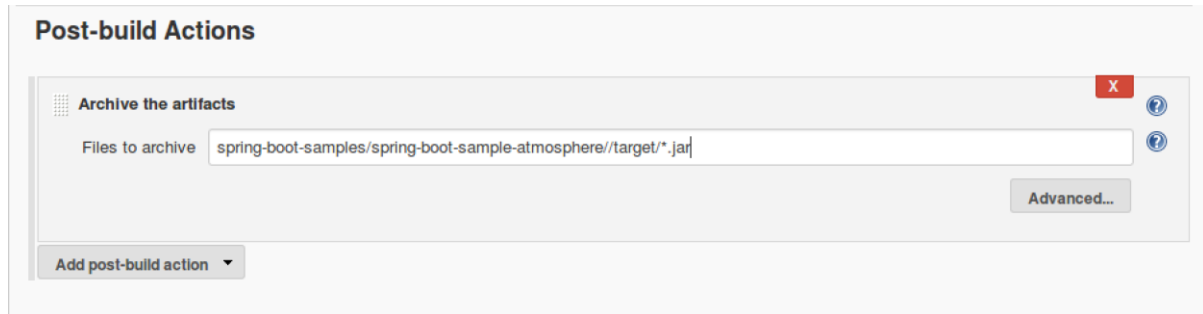 Post-build Actions
X
Archive the artifacts
?
Files to archive spring-boot-samples/spring-boot-sample-atmosphere//target/*.jar
?
Advanced...
Add post-build action